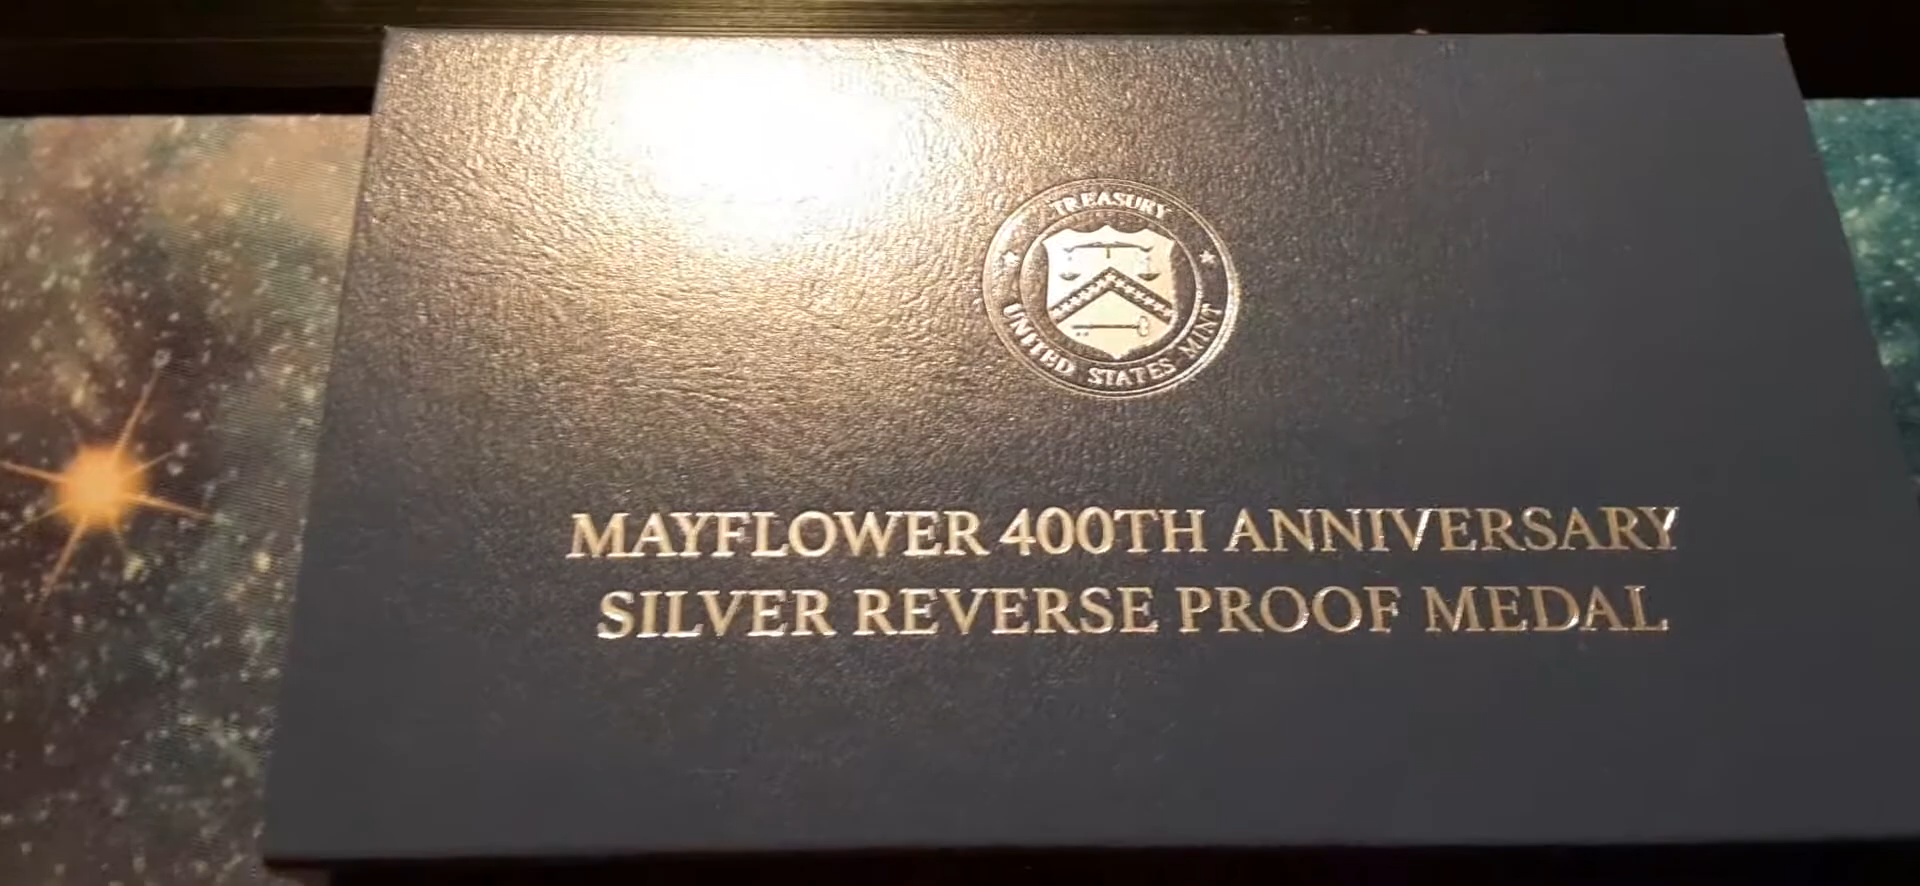 TREASURY
UNITED STATES MINT
MAYFLOWER 400TH ANNIVERSARY
SILVER REVERSE PROOF MEDAL